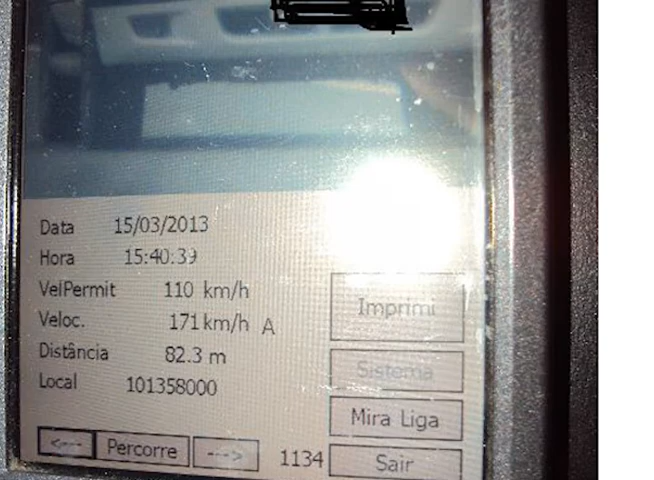 Data 15/03/2013
Hora 15:40:39
VelPermit 110 km/h
Veloc. 171 km/h A
Distância 82.3 m
Local 101358000
Imprimi
Sistema
Mira Liga
<--- Percorre ---> 1134 Sair